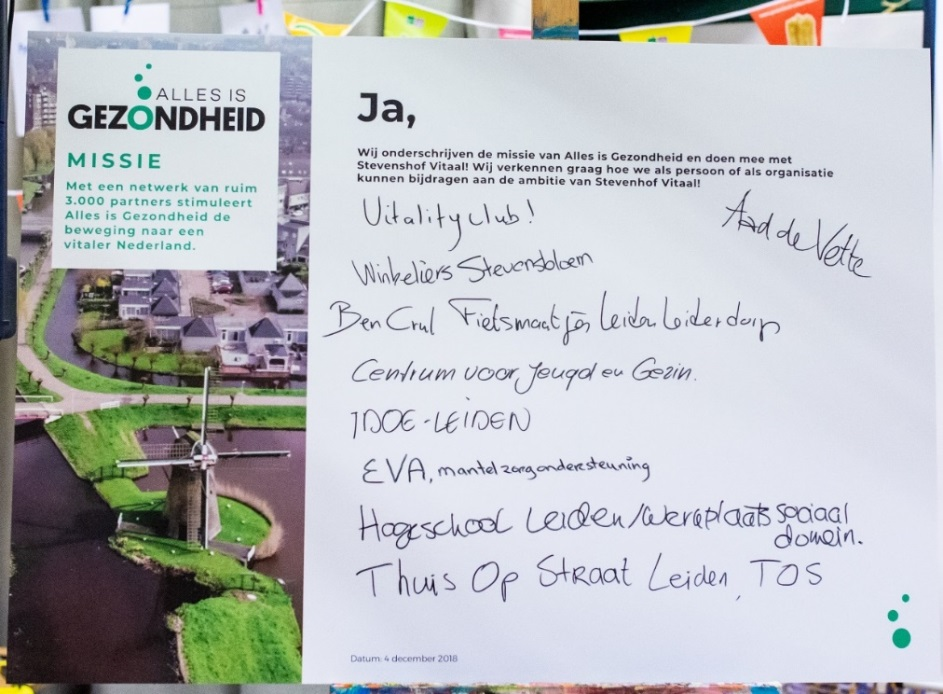 ALLES IS
GEZONDHEID
MISSIE
Met een netwerk van ruim
3.000 partners stimuleert
Alles is Gezondheid de
beweging naar een
vitaler Nederland.
Ja,
Wij onderschrijven de missie van Alles is Gezondheid en doen mee met
Stevenshof Vitaal! Wij verkennen graag hoe we als persoon of als organisatie
kunnen bijdragen aan de ambitie van Stevenhof Vitaal!
Vitalityclub!
Aad de Vette
Winkeliers Stevensbloem
Ben Crul Fietsmaatjes Leiden Leiderdorp
Centrum voor Jeugd en Gezin.
IDOE-LEIDEN
EVA, mantelzorgondersteuning
Hogeschool Leiden/Werkplaats sociaal
domein.
Thuis Op Straat Leiden, TOS
Datum: 4 december 2018